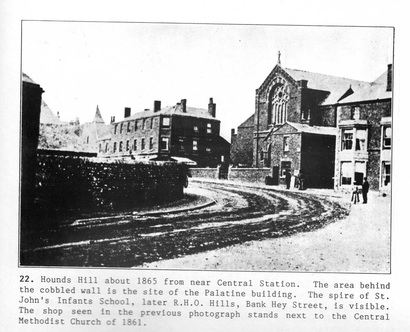 22. Hounds Hill about 1865 from near Central Station. The area behind
the cobbled wall is the site of the Palatine building. The spire of St.
John's Infants School, later R.H.O. Hills, Bank Hey Street, is visible.
The shop seen in the previous photograph stands next to the Central
Methodist Church of 1861.